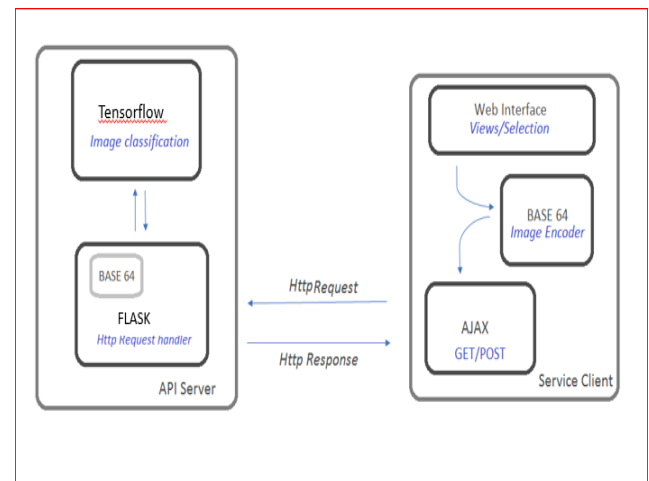 Tensorflow
Image classification
BASE 64
FLASK
Http Request handler
API Server
HttpRequest
Http Response
Web Interface
Views/Selection
BASE 64
Image Encoder
AJAX
GET/POST
Service Client